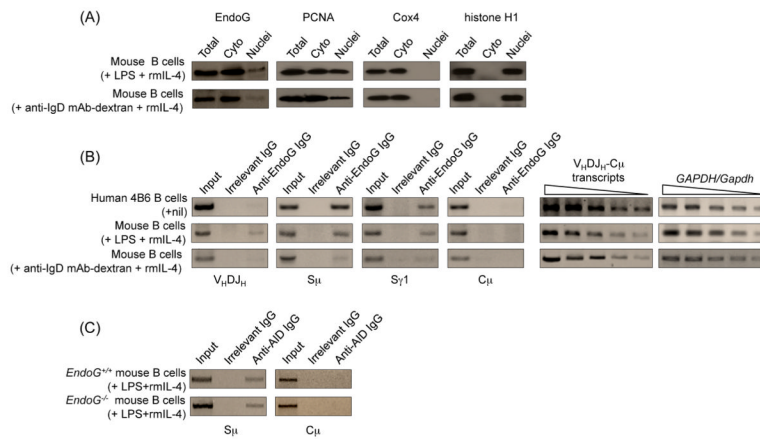 (A)
EndoG PCNA Cox4 histone H1
Total Cyto Nuclei Total Cyto Nuclei Total Cyto Nuclei Total Cyto Nuclei
Mouse B cells
(+ LPS + rmIL-4)
Mouse B cells
(+ anti-IgD mAb-dextran + rmIL-4)
(B)
Input Irrelevant IgG Anti-EndoG IgG Input Irrelevant IgG Anti-EndoG IgG Input Irrelevant IgG Anti-EndoG IgG Input Irrelevant IgG Anti-EndoG IgG
VHDJH-Cμ
transcripts
GAPDH/Gapdh
Human 4B6 B cells
(+nil)
Mouse B cells
(+ LPS + rmIL-4)
Mouse B cells
(+ anti-IgD mAb-dextran + rmIL-4)
VHDJH Sμ Sγ1 Cμ
(C)
Input Irrelevant IgG Anti-AID IgG Input Irrelevant IgG Anti-AID IgG
EndoG+/+ mouse B cells
(+ LPS+rmIL-4)
EndoG-/- mouse B cells
(+ LPS+rmIL-4)
Sμ Cμ